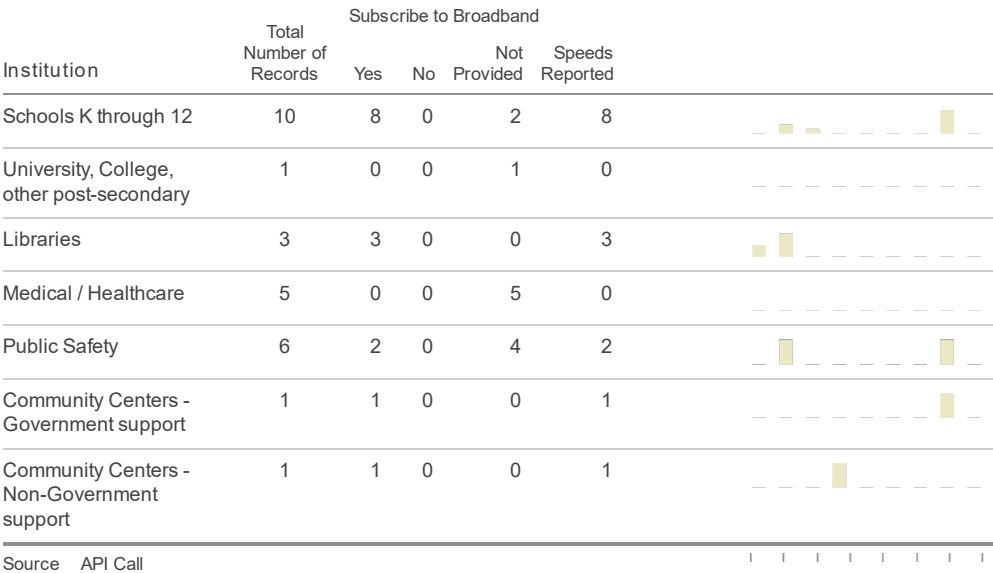 Subscribe to Broadband
Total
Number of
Records
Not
Provided
Speeds
Reported
Institution
Yes
No
Schools K through 12 10 8 0 2 8
University, College,
other post-secondary
1 0 0 1 0
Libraries 3 3 0 0 3
Medical / Healthcare 5 0 0 5 0
Public Safety 6 2 0 4 2
Community Centers -
Government support
1 1 0 0 1
Community Centers -
Non-Government
support
1 1 0 0 1
Source API Call